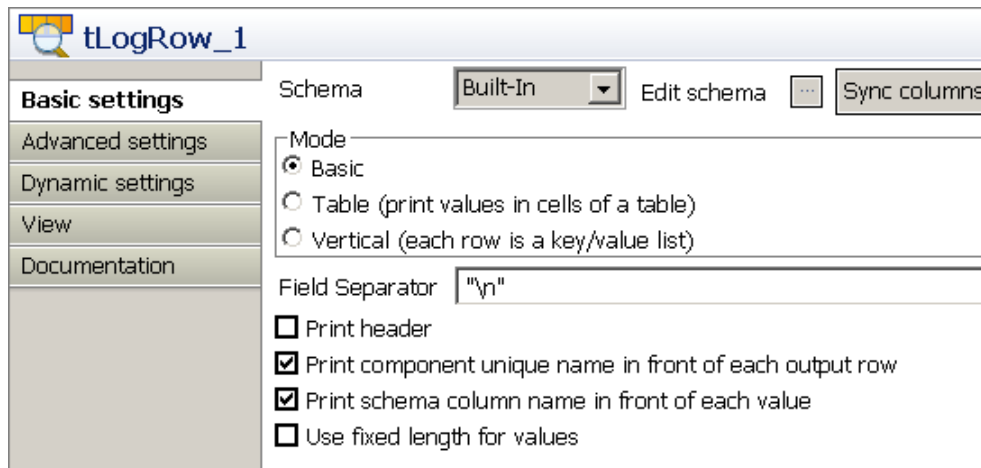 tLogRow_1
Basic settings
Advanced settings
Dynamic settings
View
Documentation
Schema Built-In Edit schema ... Sync columns
Mode
Basic
Table (print values in cells of a table)
Vertical (each row is a key/value list)
Field Separator "\n"
Print header
Print component unique name in front of each output row
Print schema column name in front of each value
Use fixed length for values